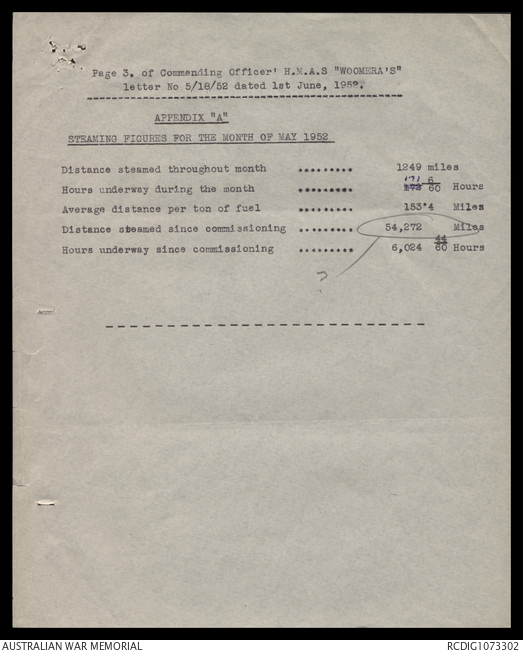 Page 3. of Commanding Officer' H.M.A.S "WOOMERA'S"
letter No 5/18/52 dated 1st June, 1952.
APPENDIX "A"
STEAMING FIGURES FOR THE MONTH OF MAY 1952
Distance steamed throughout month ......... 1249 miles
Hours underway during the month ......... 171 172 6/60 Hours
Average distance per ton of fuel ......... 153.4 Miles
Distance steamed since commissioning ......... 54,272 Miles
Hours underway since commissioning ......... 6,024 44/60 Hours
?
AUSTRALIAN WAR MEMORIAL RCDIG1073302